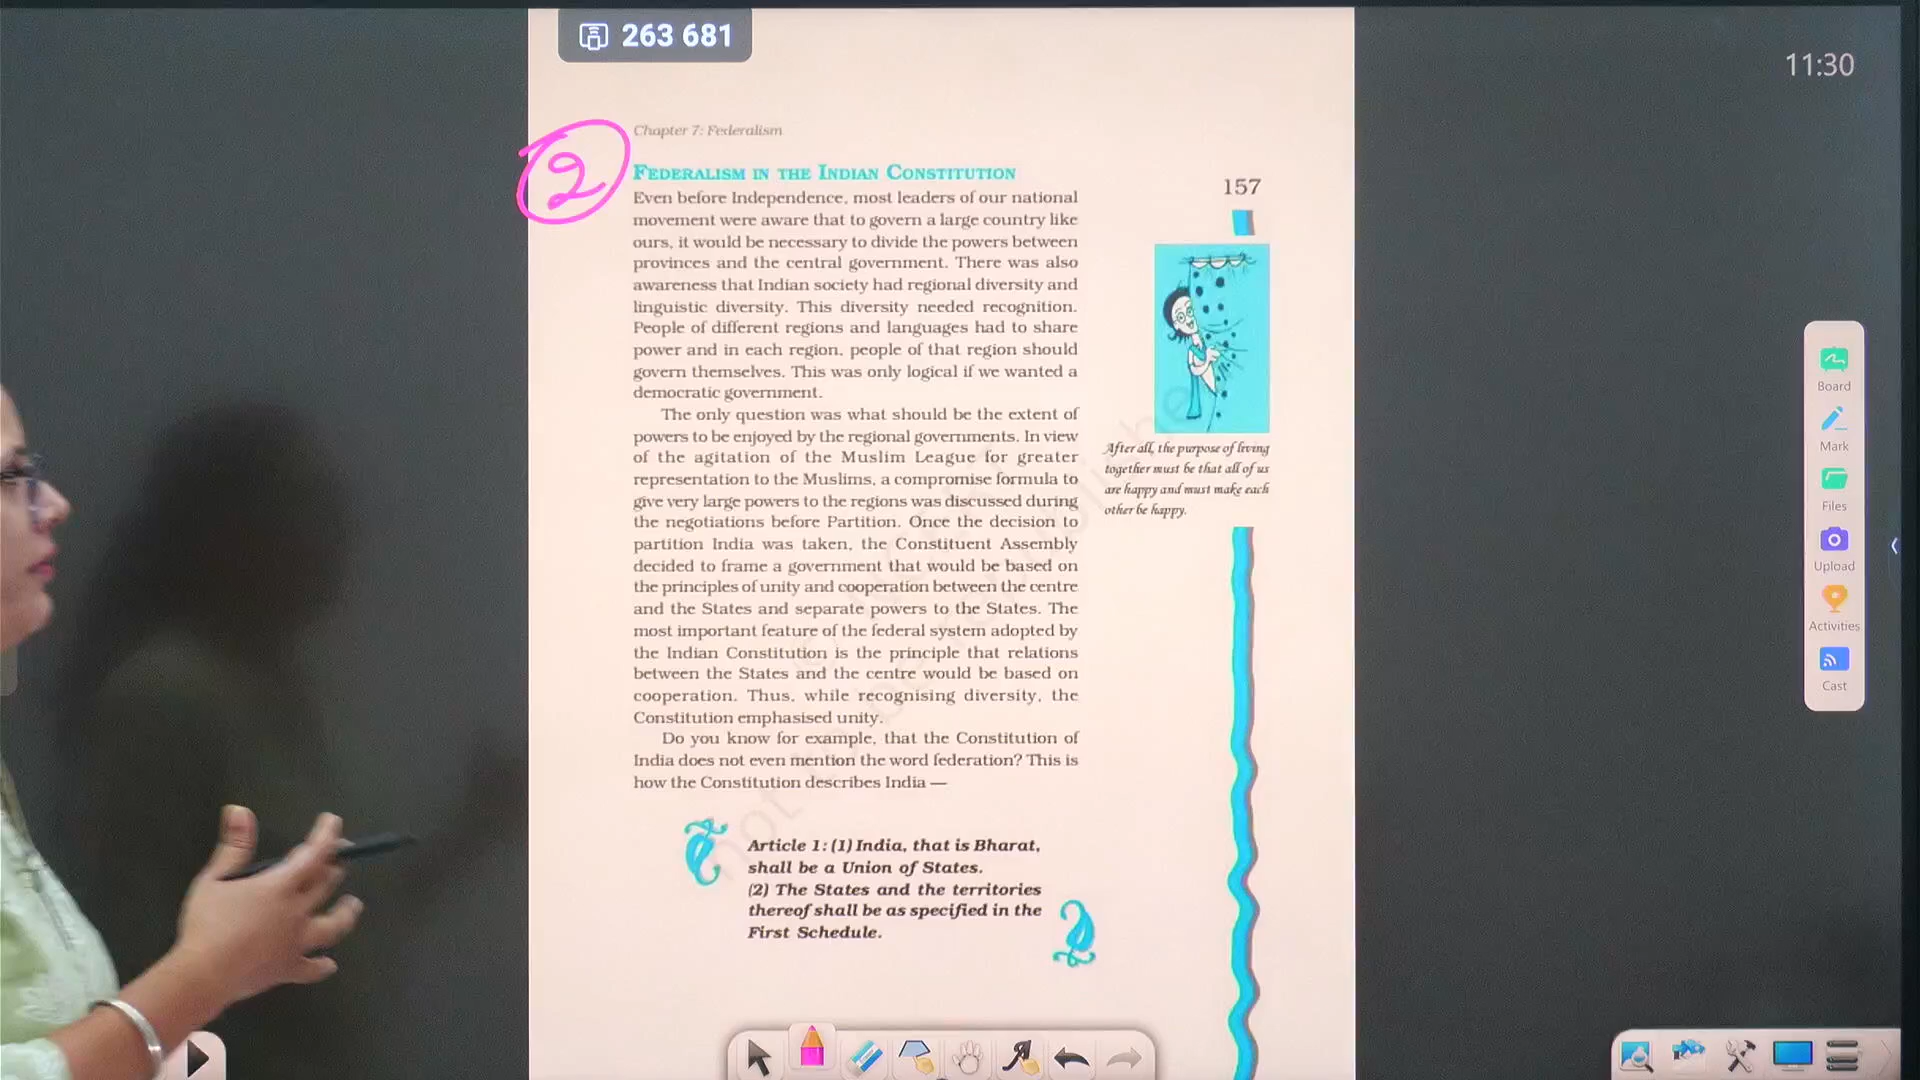 263 681
11:30
Chapter 7: Federalism
2
FEDERALISM IN THE INDIAN CONSTITUTION
157
Even before Independence, most leaders of our national
movement were aware that to govern a large country like
ours, it would be necessary to divide the powers between
provinces and the central government. There was also
awareness that Indian society had regional diversity and
linguistic diversity. This diversity needed recognition.
People of different regions and languages had to share
power and in each region, people of that region should
govern themselves. This was only logical if we wanted a
democratic government.
The only question was what should be the extent of
powers to be enjoyed by the regional governments. In view
of the agitation of the Muslim League for greater
representation to the Muslims, a compromise formula to
give very large powers to the regions was discussed during
the negotiations before Partition. Once the decision to
partition India was taken, the Constituent Assembly
decided to frame a government that would be based on
the principles of unity and cooperation between the centre
and the States and separate powers to the States. The
most important feature of the federal system adopted by
the Indian Constitution is the principle that relations
between the States and the centre would be based on
cooperation. Thus, while recognising diversity, the
Constitution emphasised unity.
Do you know for example, that the Constitution of
India does not even mention the word federation? This is
how the Constitution describes India —
Article 1: (1) India, that is Bharat,
shall be a Union of States.
(2) The States and the territories
thereof shall be as specified in the
First Schedule.
After all, the purpose of living
together must be that all of us
are happy and must make each
other be happy.
Board
Mark
Files
Upload
Activities
Cast